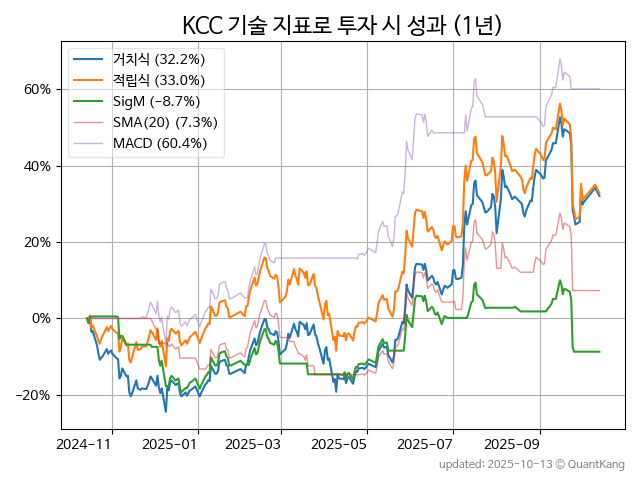 KCC 기술 지표로 투자 시 성과 (1년)
거치식 (32.2%)
적립식 (33.0%)
SigM (−8.7%)
SMA(20) (7.3%)
MACD (60.4%)
60%
40%
20%
0%
−20%
2024-11 2025-01 2025-03 2025-05 2025-07 2025-09
updated: 2025-10-13 © QuantKang